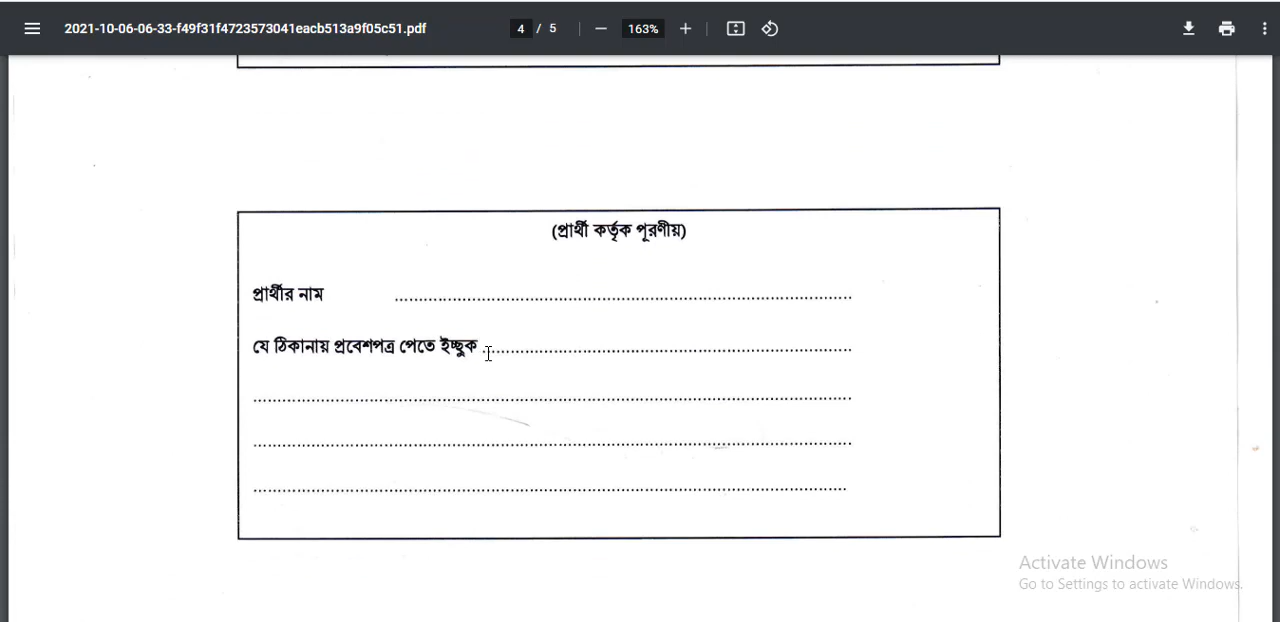 2021-10-06-06-33-f49f31f4723573041eacb513a9f05c51.pdf 4 / 5 163%
(প্রার্থী কর্তৃক পূরণীয়)
প্রার্থীর নাম ................................................................................
যে ঠিকানায় প্রবেশপত্র পেতে ইচ্ছুক ................................................................
................................................................................................
................................................................................................
................................................................................................
Activate Windows
Go to Settings to activate Windows.